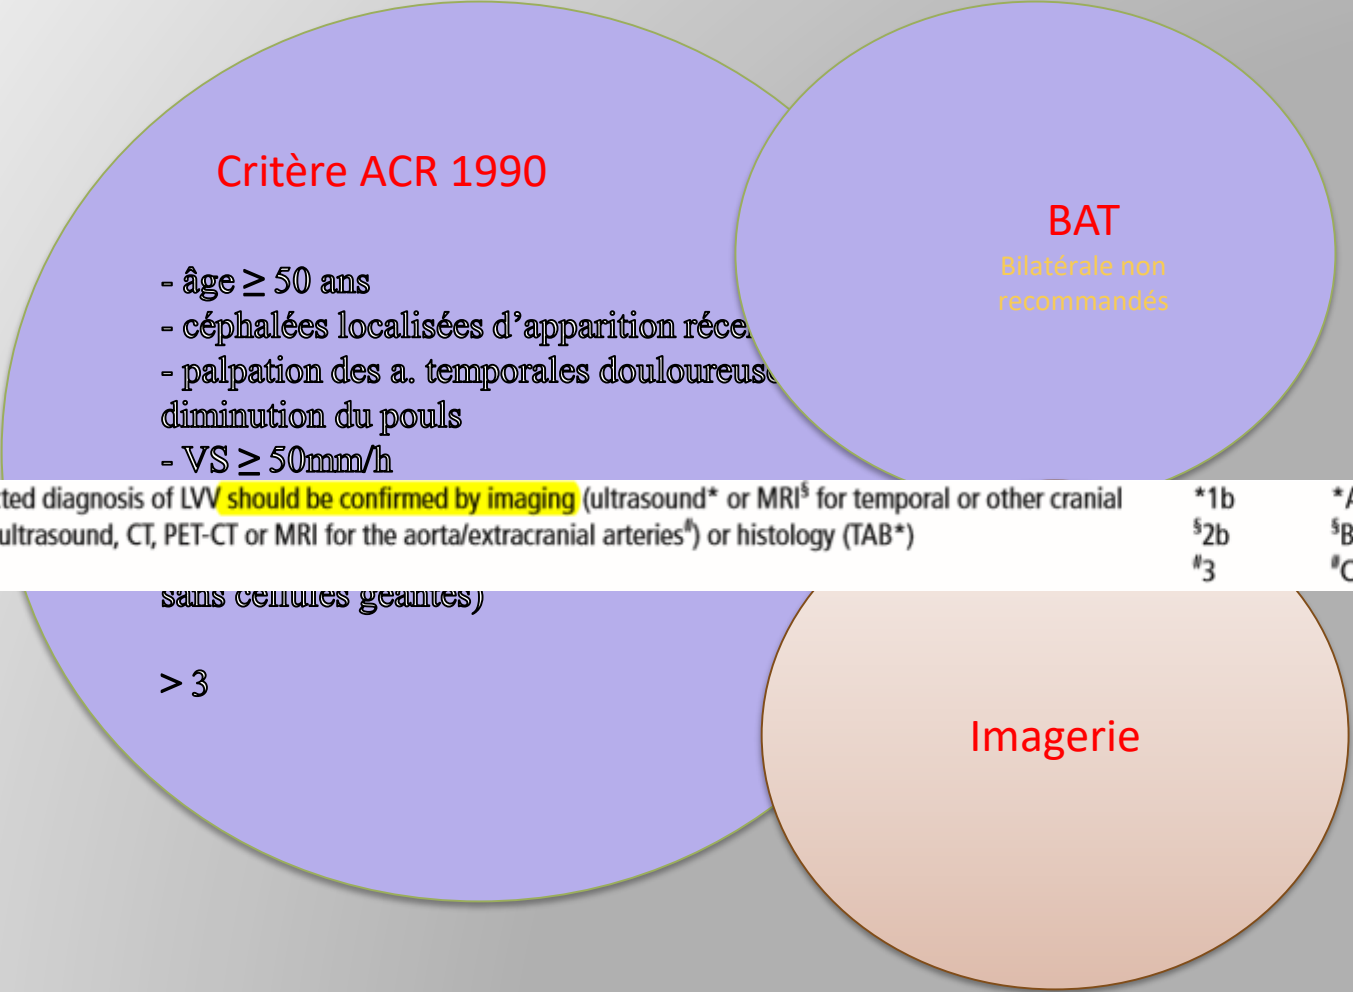 Critère ACR 1990
- âge ≥ 50 ans
- céphalées localisées d’apparition
- palpation des a. temporales
diminution du pouls
- VS ≥ 50mm/h
BAT
Bilatérale non
recommandés
diagnosis of LVV should be confirmed by imaging (ultrasound* or MRI§ for temporal or other cranial *1b
ultrasound, CT, PET-CT or MRI for the aorta/extracranial arteries#) or histology (TAB*) §2b §B
#3 #C
sans cellules géantes)
> 3
Imagerie